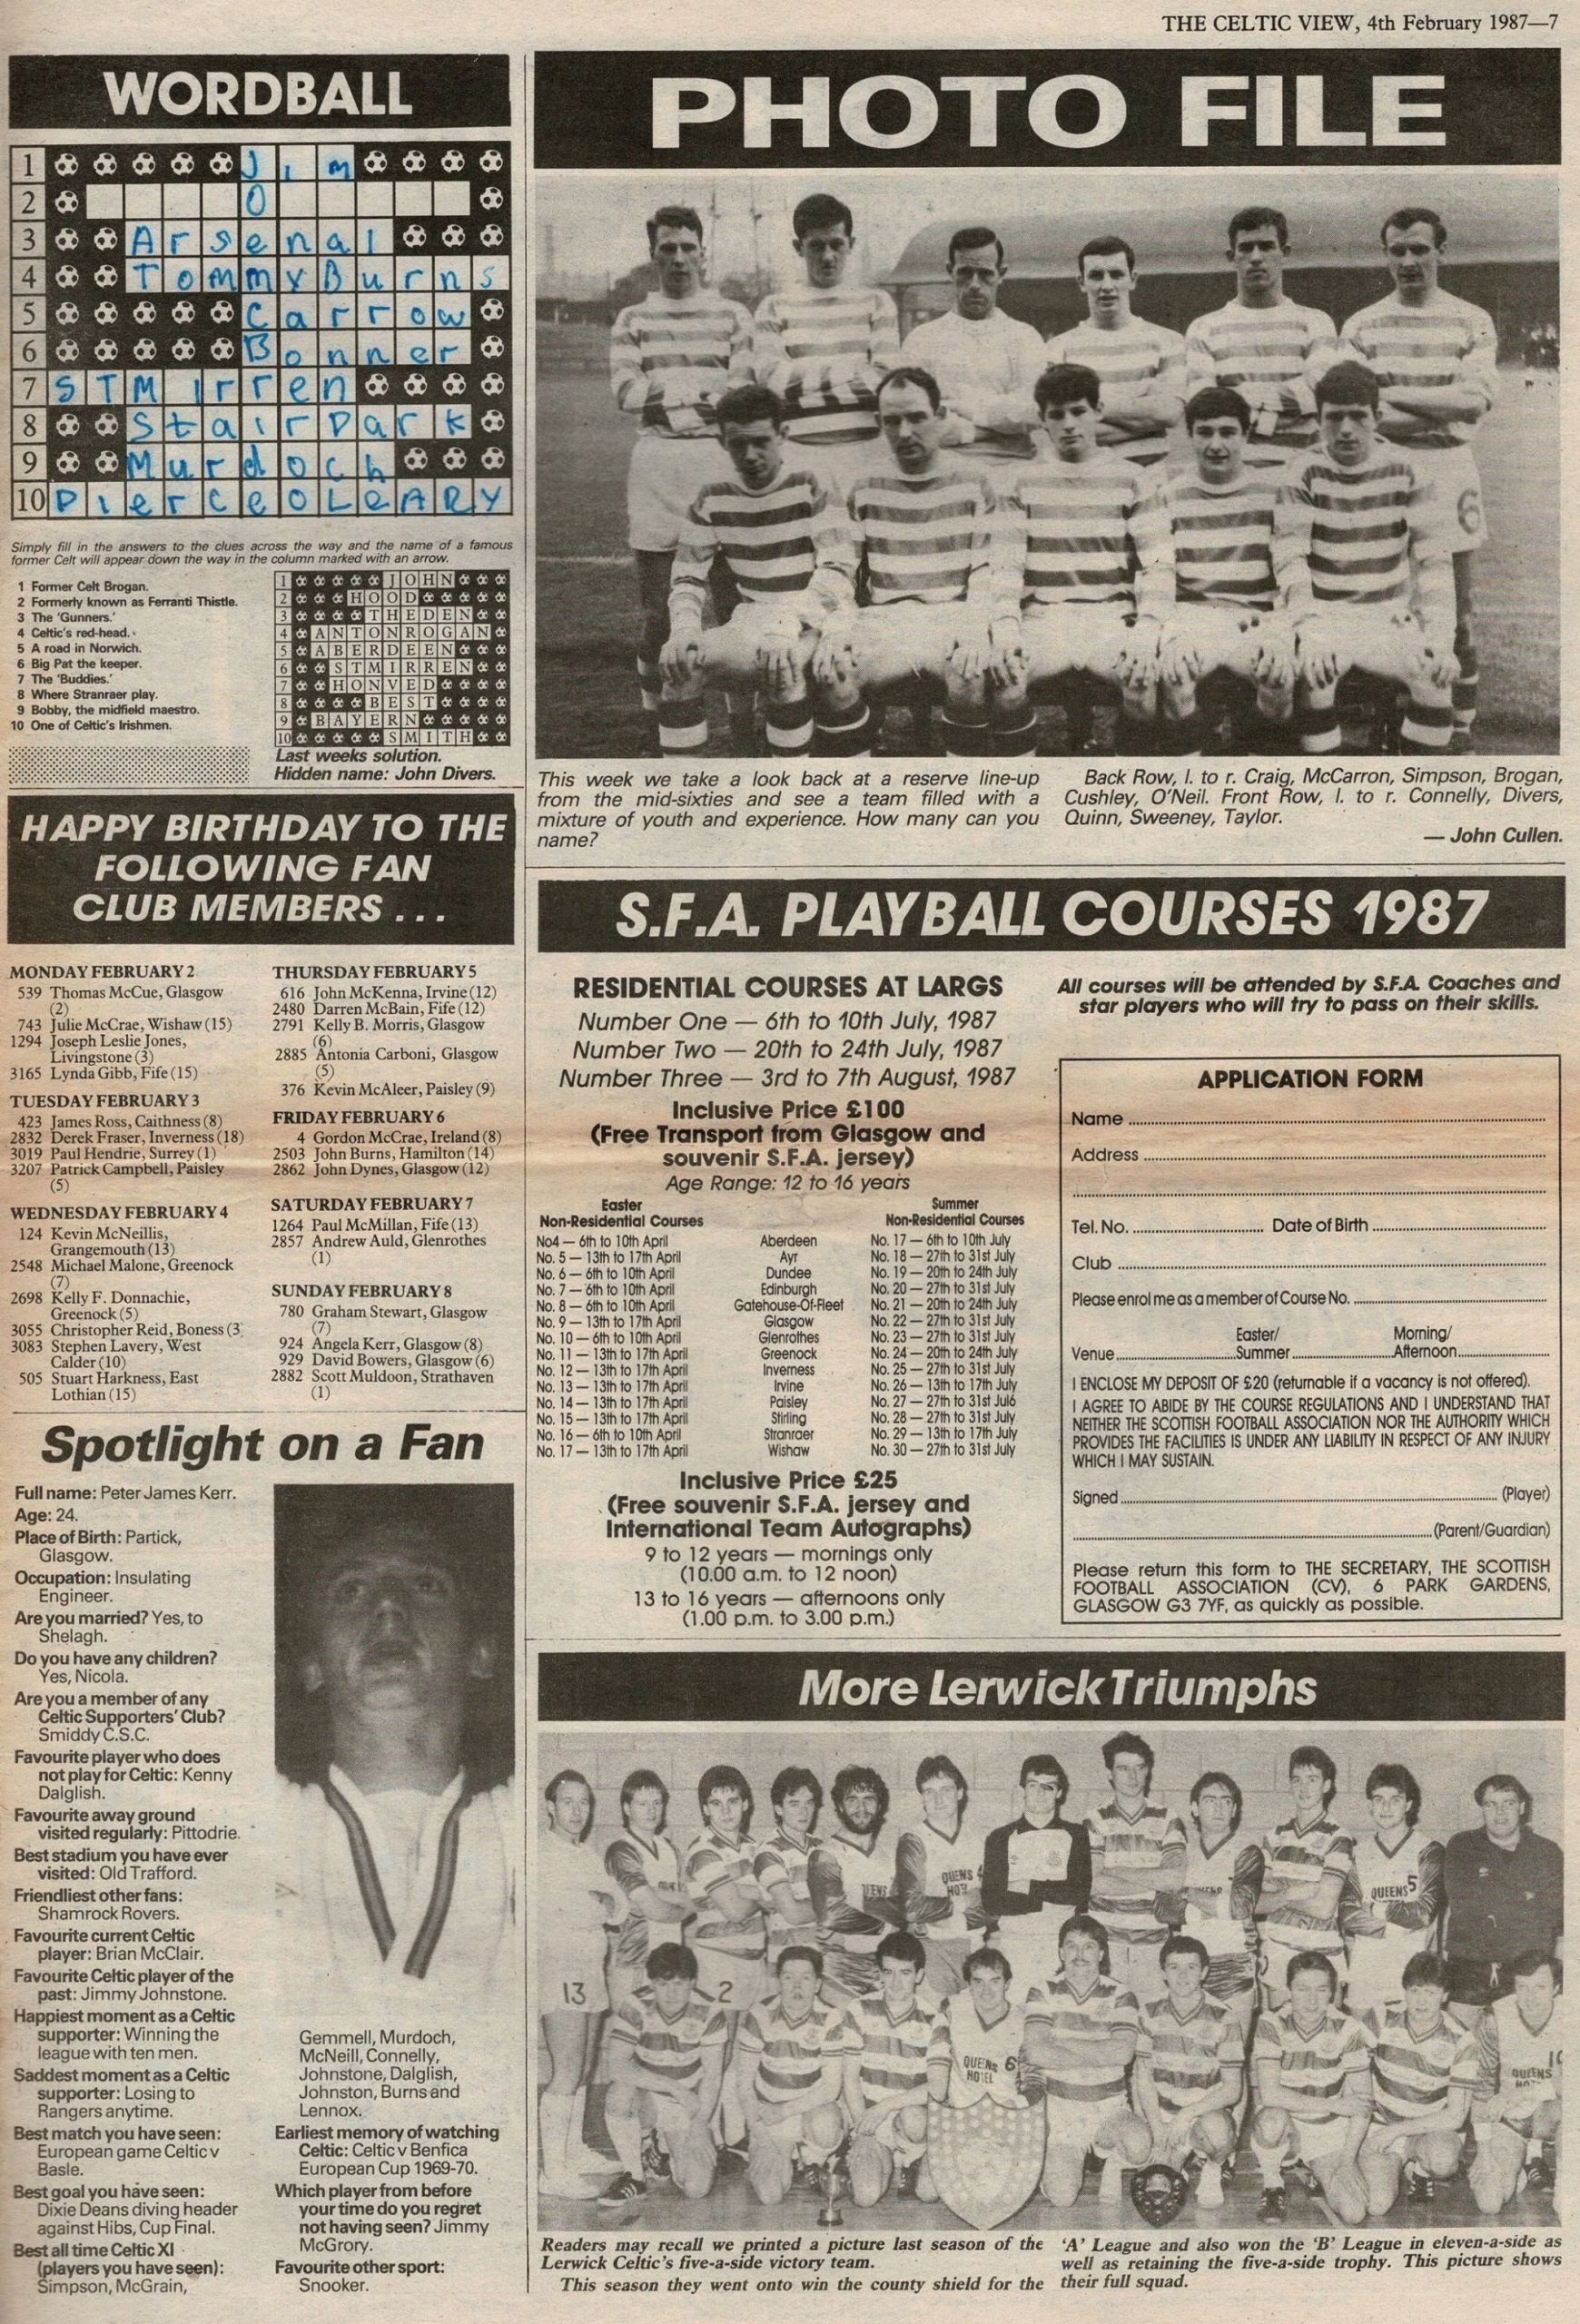 THE CELTIC VIEW, 4th February 1987—7
WORDBALL
1 Jim
2 O
3 Arsenal
4 TommyBurns
5 Carrow
6 Bonner
7 STMirren
8 StairPark
9 Murdoch
10 PierceOLeARY
Simply fill in the answers to the clues across the way and the name of a famous
former Celt will appear down the way in the column marked with an arrow.
1 Former Celt Brogan.
2 Formerly known as Ferranti Thistle.
3 The 'Gunners.'
4 Celtic's red-head.
5 A road in Norwich.
6 Big Pat the keeper.
7 The 'Buddies.'
8 Where Stranraer play.
9 Bobby, the midfield maestro.
10 One of Celtic's Irishmen.
1 JOHN
2 HOOD
3 THEDEN
4 ANTONROGAN
5 ABERDEEN
6 STMIRREN
7 HONVED
8 BEST
9 BAYERN
10 SMITH
Last weeks solution.
Hidden name: John Divers.
HAPPY BIRTHDAY TO THE
FOLLOWING FAN
CLUB MEMBERS . . .
MONDAY FEBRUARY 2
539 Thomas McCue, Glasgow
(2)
743 Julie McCrae, Wishaw (15)
1294 Joseph Leslie Jones,
Livingstone (3)
3165 Lynda Gibb, Fife (15)
TUESDAY FEBRUARY 3
423 James Ross, Caithness (8)
2832 Derek Fraser, Inverness (18)
3019 Paul Hendrie, Surrey (1)
3207 Patrick Campbell, Paisley
(5)
WEDNESDAY FEBRUARY 4
124 Kevin McNeillis,
Grangemouth (13)
2548 Michael Malone, Greenock
(7)
2698 Kelly F. Donnachie,
Greenock (5)
3055 Christopher Reid, Boness (3
3083 Stephen Lavery, West
Calder (10)
505 Stuart Harkness, East
Lothian (15)
THURSDAY FEBRUARY 5
616 John McKenna, Irvine (12)
2480 Darren McBain, Fife (12)
2791 Kelly B. Morris, Glasgow
(6)
2885 Antonia Carboni, Glasgow
(5)
376 Kevin McAleer, Paisley (9)
FRIDAY FEBRUARY 6
4 Gordon McCrae, Ireland (8)
2503 John Burns, Hamilton (14)
2862 John Dynes, Glasgow (12)
SATURDAY FEBRUARY 7
1264 Paul McMillan, Fife (13)
2857 Andrew Auld, Glenrothes
(1)
SUNDAY FEBRUARY 8
780 Graham Stewart, Glasgow
(7)
924 Angela Kerr, Glasgow (8)
929 David Bowers, Glasgow (6)
2882 Scott Muldoon, Strathaven
(1)
Spotlight on a Fan
Full name: Peter James Kerr.
Age: 24.
Place of Birth: Partick,
Glasgow.
Occupation: Insulating
Engineer.
Are you married? Yes, to
Shelagh.
Do you have any children?
Yes, Nicola.
Are you a member of any
Celtic Supporters' Club?
Smiddy C.S.C.
Favourite player who does
not play for Celtic: Kenny
Dalglish.
Favourite away ground
visited regularly: Pittodrie.
Best stadium you have ever
visited: Old Trafford.
Friendliest other fans:
Shamrock Rovers.
Favourite current Celtic
player: Brian McClair.
Favourite Celtic player of the
past: Jimmy Johnstone.
Happiest moment as a Celtic
supporter: Winning the
league with ten men.
Saddest moment as a Celtic
supporter: Losing to
Rangers anytime.
Best match you have seen:
European game Celtic v
Basle.
Best goal you have seen:
Dixie Deans diving header
against Hibs, Cup Final.
Best all time Celtic XI
(players you have seen):
Simpson, McGrain,
Gemmell, Murdoch,
McNeill, Connelly,
Johnstone, Dalglish,
Johnston, Burns and
Lennox.
Earliest memory of watching
Celtic: Celtic v Benfica
European Cup 1969-70.
Which player from before
your time do you regret
not having seen? Jimmy
McGrory.
Favourite other sport:
Snooker.
PHOTO FILE
6
This week we take a look back at a reserve line-up
from the mid-sixties and see a team filled with a
mixture of youth and experience. How many can you
name?
Back Row, l. to r. Craig, McCarron, Simpson, Brogan,
Cushley, O'Neil. Front Row, l. to r. Connelly, Divers,
Quinn, Sweeney, Taylor.
— John Cullen.
S.F.A. PLAYBALL COURSES 1987
RESIDENTIAL COURSES AT LARGS
Number One — 6th to 10th July, 1987
Number Two — 20th to 24th July, 1987
Number Three — 3rd to 7th August, 1987
Inclusive Price £100
(Free Transport from Glasgow and
souvenir S.F.A. jersey)
Age Range: 12 to 16 years
Easter Summer
Non-Residential Courses Non-Residential Courses
No4 — 6th to 10th April Aberdeen No. 17 — 6th to 10th July
No. 5 — 13th to 17th April Ayr No. 18 — 27th to 31st July
No. 6 — 6th to 10th April Dundee No. 19 — 20th to 24th July
No. 7 — 6th to 10th April Edinburgh No. 20 — 27th to 31st July
No. 8 — 6th to 10th April Gatehouse-Of-Fleet No. 21 — 20th to 24th July
No. 9 — 13th to 17th April Glasgow No. 22 — 27th to 31st July
No. 10 — 6th to 10th April Glenrothes No. 23 — 27th to 31st July
No. 11 — 13th to 17th April Greenock No. 24 — 20th to 24th July
No. 12 — 13th to 17th April Inverness No. 25 — 27th to 31st July
No. 13 — 13th to 17th April Irvine No. 26 — 13th to 17th July
No. 14 — 13th to 17th April Paisley No. 27 — 27th to 31st Jul6
No. 15 — 13th to 17th April Stirling No. 28 — 27th to 31st July
No. 16 — 6th to 10th April Stranraer No. 29 — 13th to 17th July
No. 17 — 13th to 17th April Wishaw No. 30 — 27th to 31st July
Inclusive Price £25
(Free souvenir S.F.A. jersey and
International Team Autographs)
9 to 12 years — mornings only
(10.00 a.m. to 12 noon)
13 to 16 years — afternoons only
(1.00 p.m. to 3.00 p.m.)
All courses will be attended by S.F.A. Coaches and
star players who will try to pass on their skills.
APPLICATION FORM
Name
Address
Tel. No. Date of Birth
Club
Please enrol me as a member of Course No.
Easter/ Morning/
Venue Summer Afternoon
I ENCLOSE MY DEPOSIT OF £20 (returnable if a vacancy is not offered).
I AGREE TO ABIDE BY THE COURSE REGULATIONS AND I UNDERSTAND THAT
NEITHER THE SCOTTISH FOOTBALL ASSOCIATION NOR THE AUTHORITY WHICH
PROVIDES THE FACILITIES IS UNDER ANY LIABILITY IN RESPECT OF ANY INJURY
WHICH I MAY SUSTAIN.
Signed (Player)
(Parent/Guardian)
Please return this form to THE SECRETARY, THE SCOTTISH
FOOTBALL ASSOCIATION (CV), 6 PARK GARDENS,
GLASGOW G3 7YF, as quickly as possible.
More Lerwick Triumphs
QUEENS 4
HOTEL
QUEENS 5
13 2
QUEENS 6
HOTEL
QUEENS
Readers may recall we printed a picture last season of the
Lerwick Celtic's five-a-side victory team.
This season they went onto win the county shield for the
'A' League and also won the 'B' League in eleven-a-side as
well as retaining the five-a-side trophy. This picture shows
their full squad.